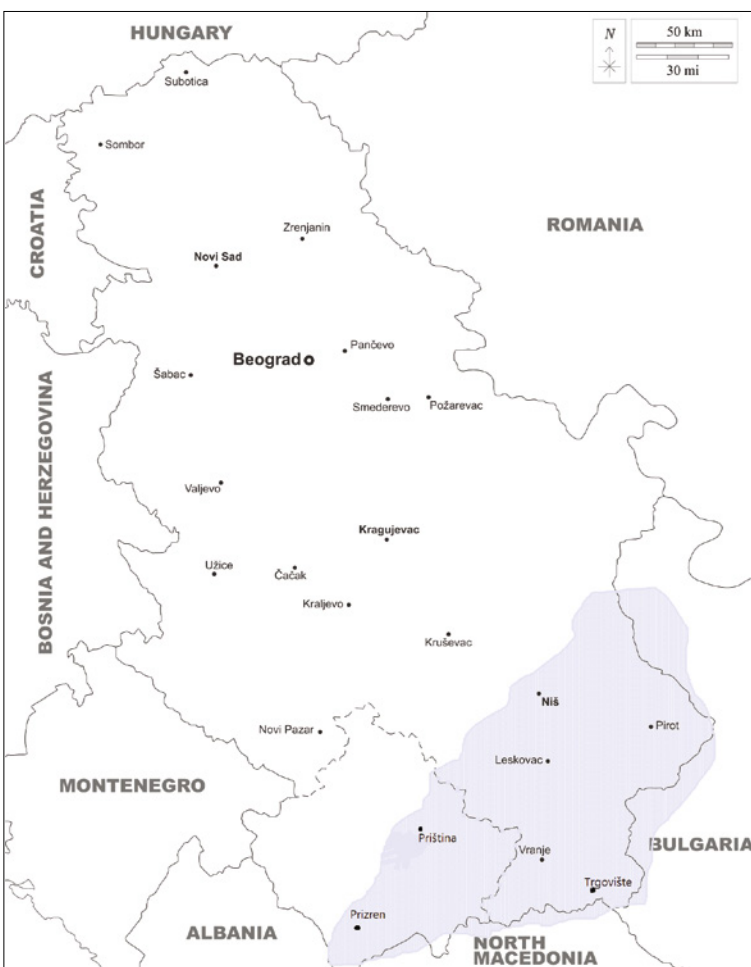 HUNGARY
N
50 km
30 mi
Subotica
Sombor
CROATIA
ROMANIA
Zrenjanin
Novi Sad
Pančevo
Beograd
Šabac
Smederevo
Požarevac
BOSNIA AND HERZEGOVINA
Valjevo
Kragujevac
Užice
Čačak
Kraljevo
Kruševac
Niš
Novi Pazar
Pirot
Leskovac
MONTENEGRO
Priština
Vranje
BULGARIA
Trgovište
Prizren
ALBANIA
NORTH
MACEDONIA